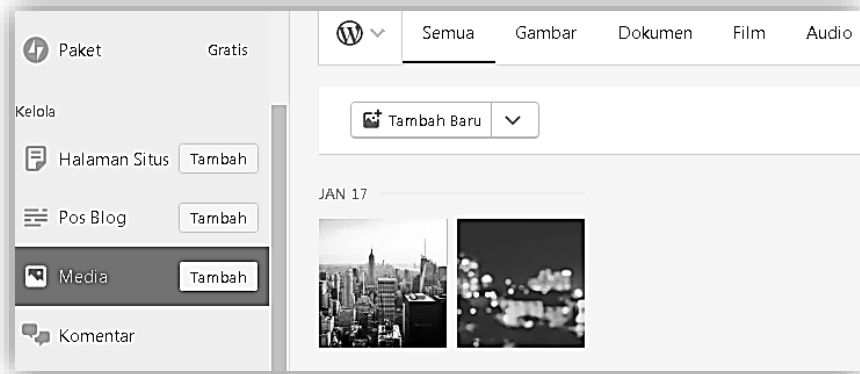 Paket Gratis
Kelola
Halaman Situs Tambah
Pos Blog Tambah
Media Tambah
Komentar
Semua Gambar Dokumen Film Audio
Tambah Baru
JAN 17